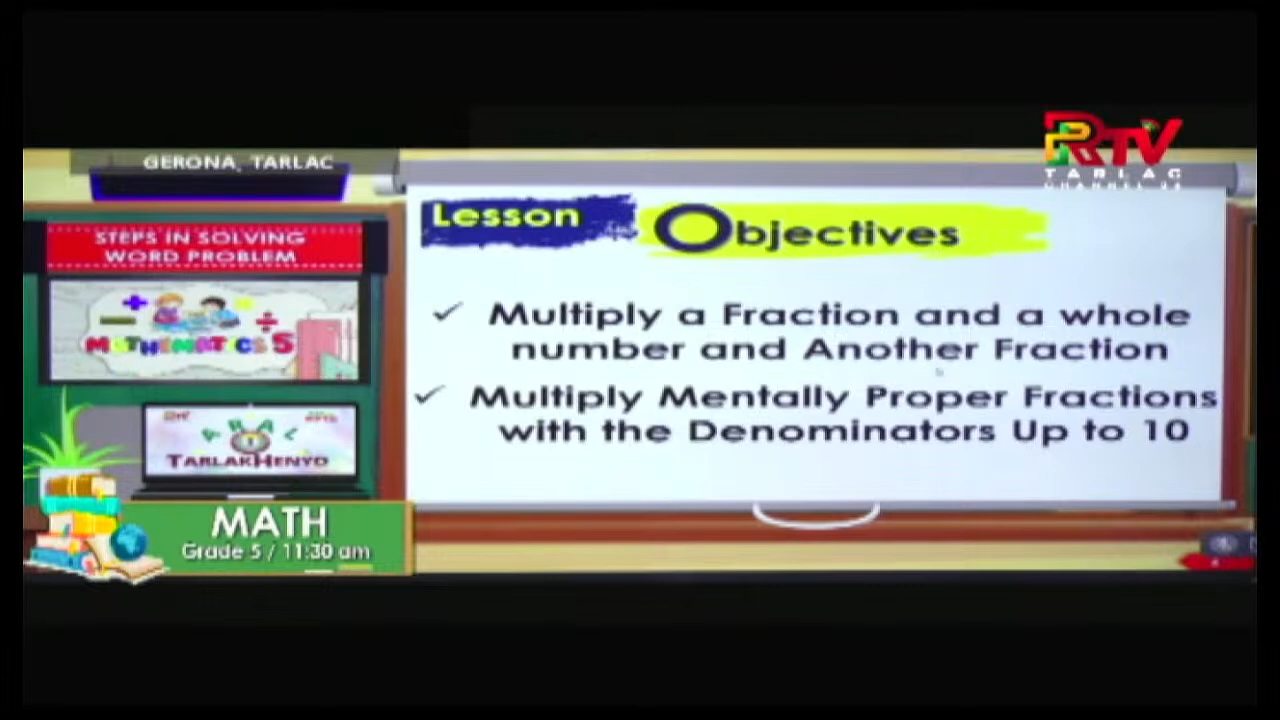 GERONA, TARLAC
RTV
TARLAC
STEPS IN SOLVING
WORD PROBLEM
MATHEMATICS 5
TARLAKHENYO
MATH
Grade 5 / 11:30 am
Lesson Objectives
✓ Multiply a Fraction and a whole
number and Another Fraction
✓ Multiply Mentally Proper Fractions
with the Denominators Up to 10